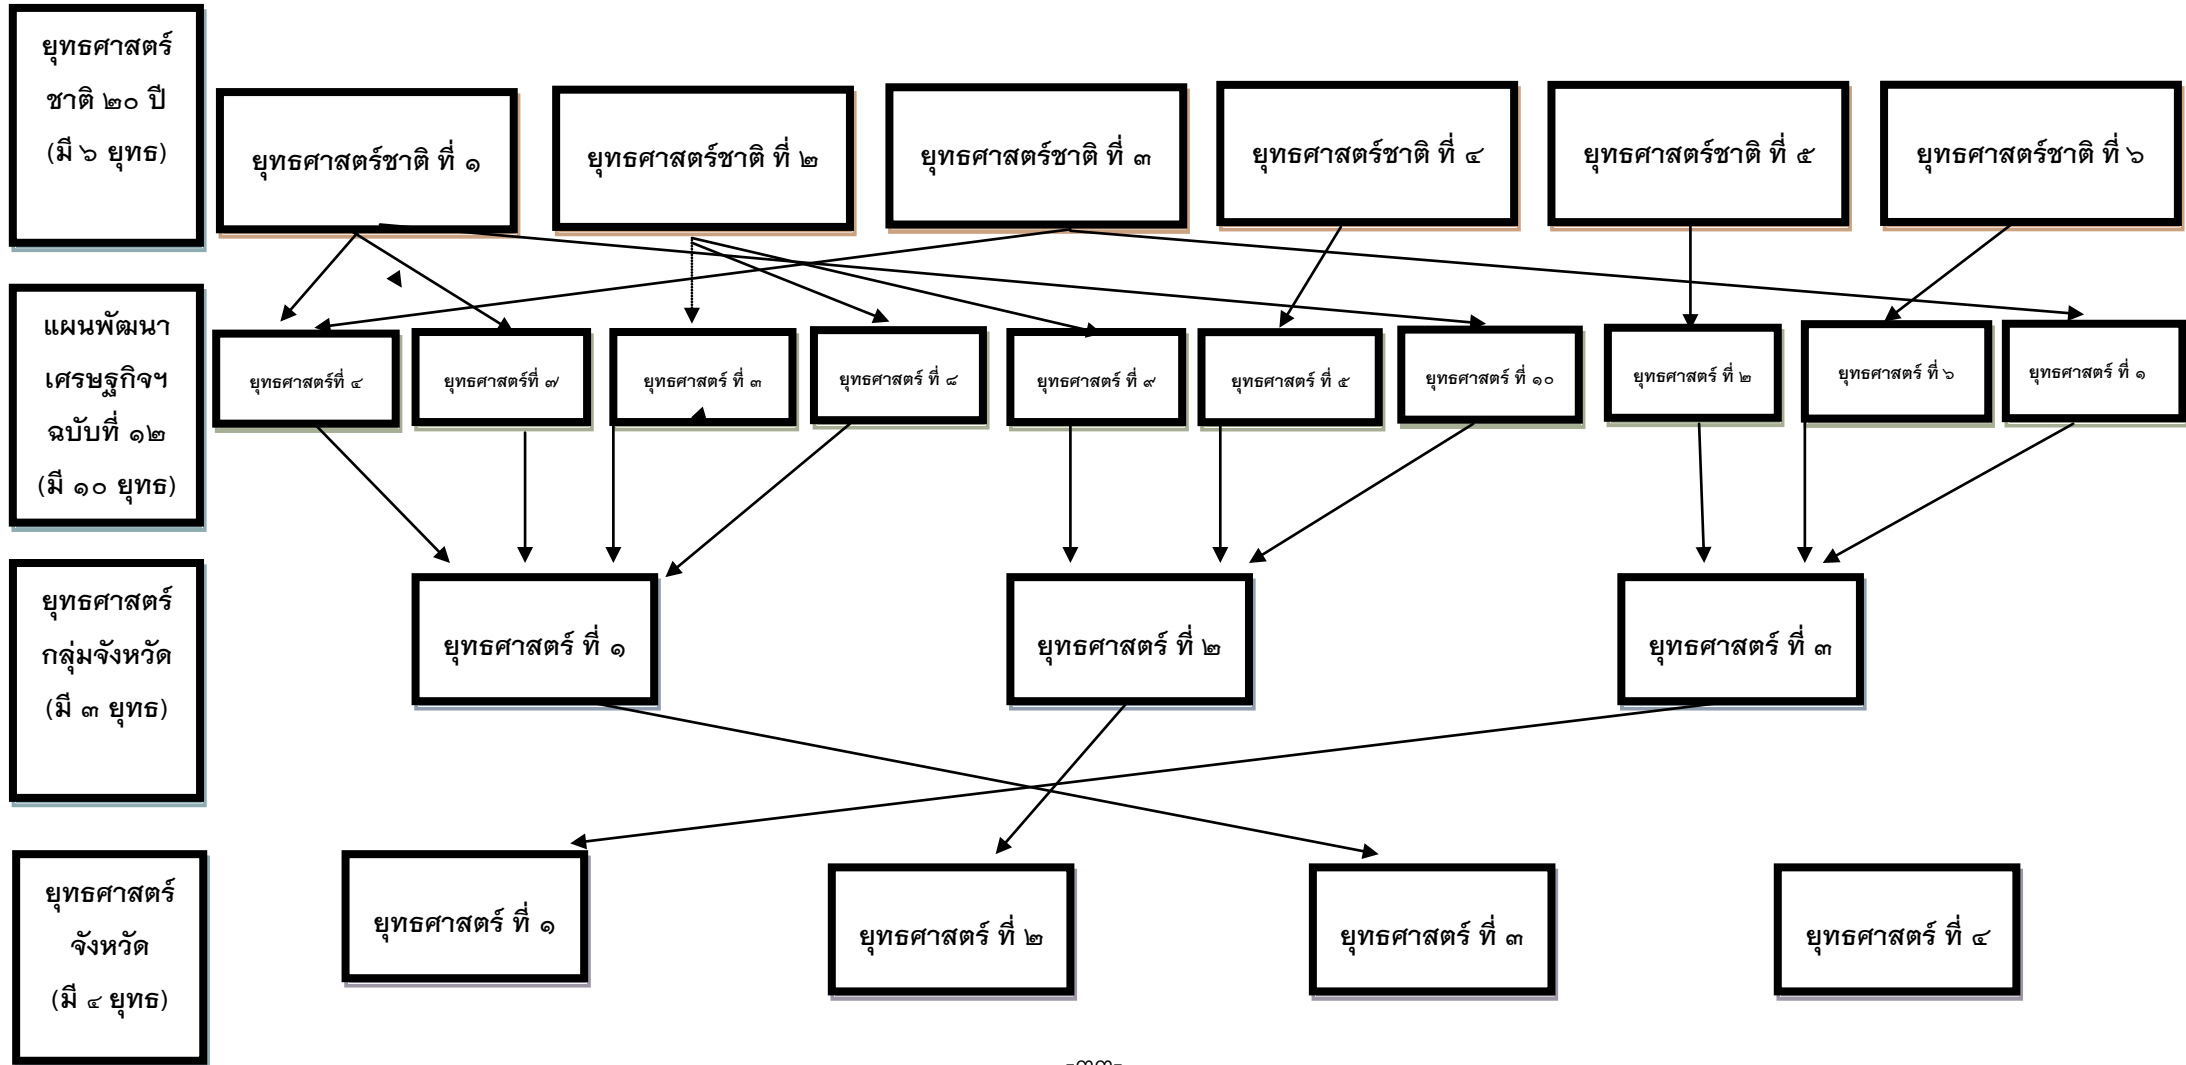 ยุทธศาสตร์
ชาติ ๒๐ ปี
(มี ๖ ยุทธ)
ยุทธศาสตร์ชาติ ที่ ๑
ยุทธศาสตร์ชาติ ที่ ๒
ยุทธศาสตร์ชาติ ที่ ๓
ยุทธศาสตร์ชาติ ที่ ๔
ยุทธศาสตร์ชาติ ที่ ๕
ยุทธศาสตร์ชาติ ที่ ๖
แผนพัฒนา
เศรษฐกิจฯ
ฉบับที่ ๑๒
(มี ๑๐ ยุทธ)
ยุทธศาสตร์ที่ ๔
ยุทธศาสตร์ที่ ๗
ยุทธศาสตร์ ที่ ๓
ยุทธศาสตร์ ที่ ๘
ยุทธศาสตร์ ที่ ๙
ยุทธศาสตร์ ที่ ๕
ยุทธศาสตร์ ที่ ๑๐
ยุทธศาสตร์ ที่ ๒
ยุทธศาสตร์ ที่ ๖
ยุทธศาสตร์ ที่ ๑
ยุทธศาสตร์
กลุ่มจังหวัด
(มี ๓ ยุทธ)
ยุทธศาสตร์ ที่ ๑
ยุทธศาสตร์ ที่ ๒
ยุทธศาสตร์ ที่ ๓
ยุทธศาสตร์
จังหวัด
(มี ๔ ยุทธ)
ยุทธศาสตร์ ที่ ๑
ยุทธศาสตร์ ที่ ๒
ยุทธศาสตร์ ที่ ๓
ยุทธศาสตร์ ที่ ๔